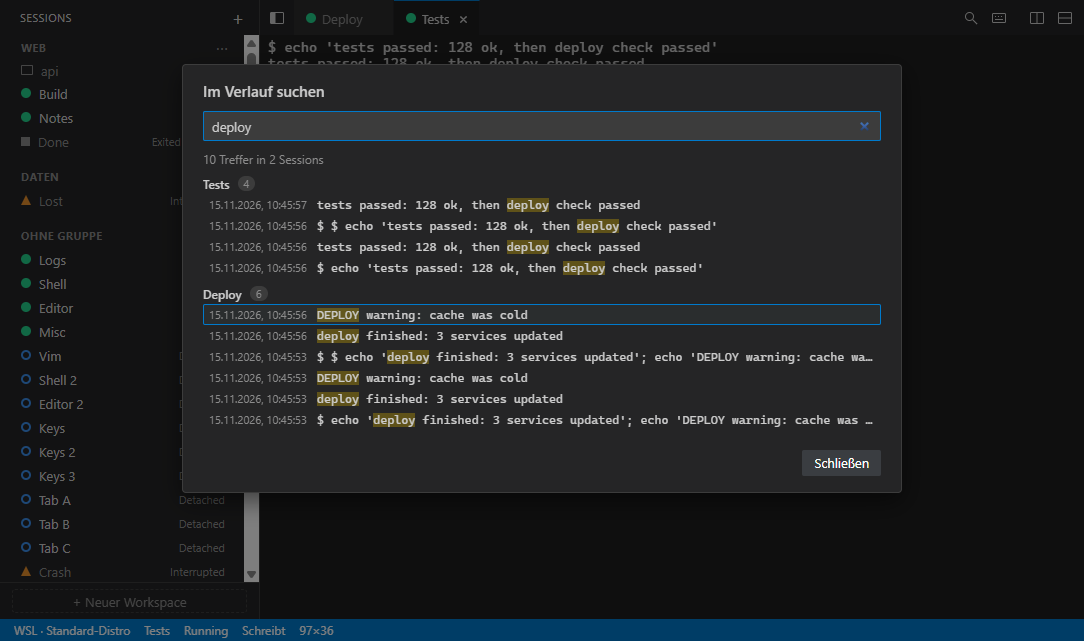 SESSIONS
+
Deploy
Tests ×
WEB
...
$ echo 'tests passed: 128 ok, then deploy check passed'
tests passed: 128 ok, then deploy check passed
api
Build
Notes
Done Exited
DATEN
Lost Int
OHNE GRUPPE
Logs
Shell
Editor
Misc
Vim
Shell 2
Editor 2
Keys
Keys 2
Keys 3
Tab A Detached
Tab B Detached
Tab C Detached
Crash Interrupted
+ Neuer Workspace
Im Verlauf suchen
deploy
10 Treffer in 2 Sessions
Tests 4
15.11.2026, 10:45:57 tests passed: 128 ok, then deploy check passed
15.11.2026, 10:45:56 $ $ echo 'tests passed: 128 ok, then deploy check passed'
15.11.2026, 10:45:56 tests passed: 128 ok, then deploy check passed
15.11.2026, 10:45:56 $ echo 'tests passed: 128 ok, then deploy check passed'
Deploy 6
15.11.2026, 10:45:56 DEPLOY warning: cache was cold
15.11.2026, 10:45:56 deploy finished: 3 services updated
15.11.2026, 10:45:53 $ $ echo 'deploy finished: 3 services updated'; echo 'DEPLOY warning: cache wa…
15.11.2026, 10:45:53 DEPLOY warning: cache was cold
15.11.2026, 10:45:53 deploy finished: 3 services updated
15.11.2026, 10:45:53 $ echo 'deploy finished: 3 services updated'; echo 'DEPLOY warning: cache was …
Schließen
WSL · Standard-Distro Tests Running Schreibt 97×36